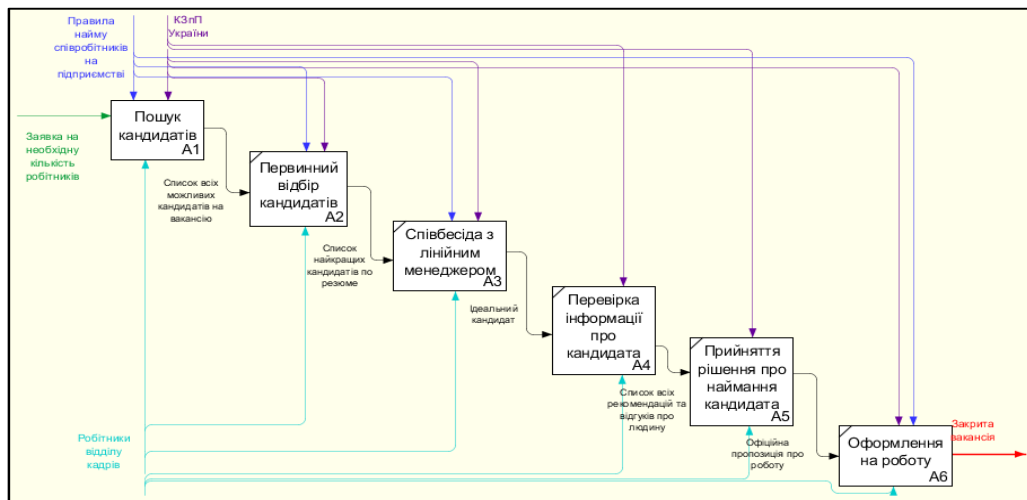 Правила
найму
співробітників
на
підприємстві
КЗпП
України
Заявка на
необхідну
кількість
робітників
Пошук
кандидатів
A1
Список всіх
можливих
кандидатів на
вакансію
Первинний
відбір
кандидатів
A2
Список
найкращих
кандидатів по
резюме
Співбесіда з
лінійним
менеджером
A3
Ідеальний
кандидат
Перевірка
інформації
про
кандидата
A4
Список всіх
рекомендацій та
відгуків про
людину
Прийняття
рішення про
наймання
кандидата
A5
Офіційна
пропозиція про
роботу
Оформлення
на роботу
A6
Закрита
вакансія
Робітники
відділу
кадрів